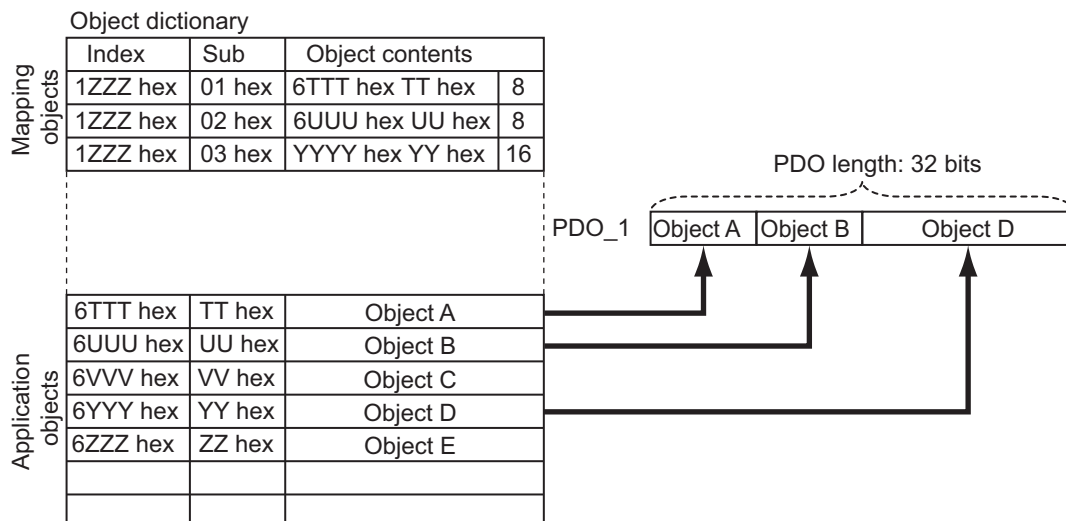 Object dictionary
Index Sub Object contents
Mapping objects
1ZZZ hex 01 hex 6TTT hex TT hex 8
1ZZZ hex 02 hex 6UUU hex UU hex 8
1ZZZ hex 03 hex YYYY hex YY hex 16
PDO length: 32 bits
PDO_1 Object A Object B Object D
Application objects
6TTT hex TT hex Object A
6UUU hex UU hex Object B
6VVV hex VV hex Object C
6YYY hex YY hex Object D
6ZZZ hex ZZ hex Object E